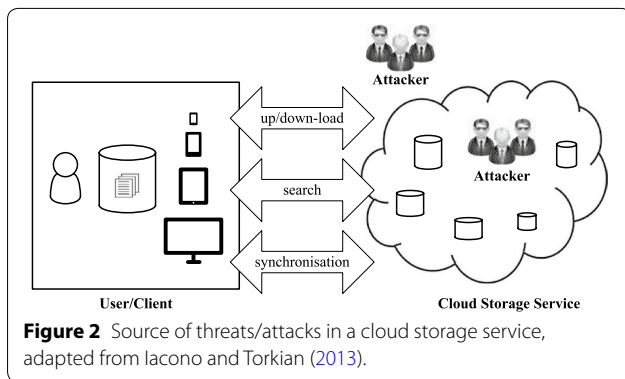 Attacker
up/down-load
Attacker
search
synchronisation
User/Client
Cloud Storage Service
Figure 2 Source of threats/attacks in a cloud storage service,
adapted from Iacono and Torkian (2013).